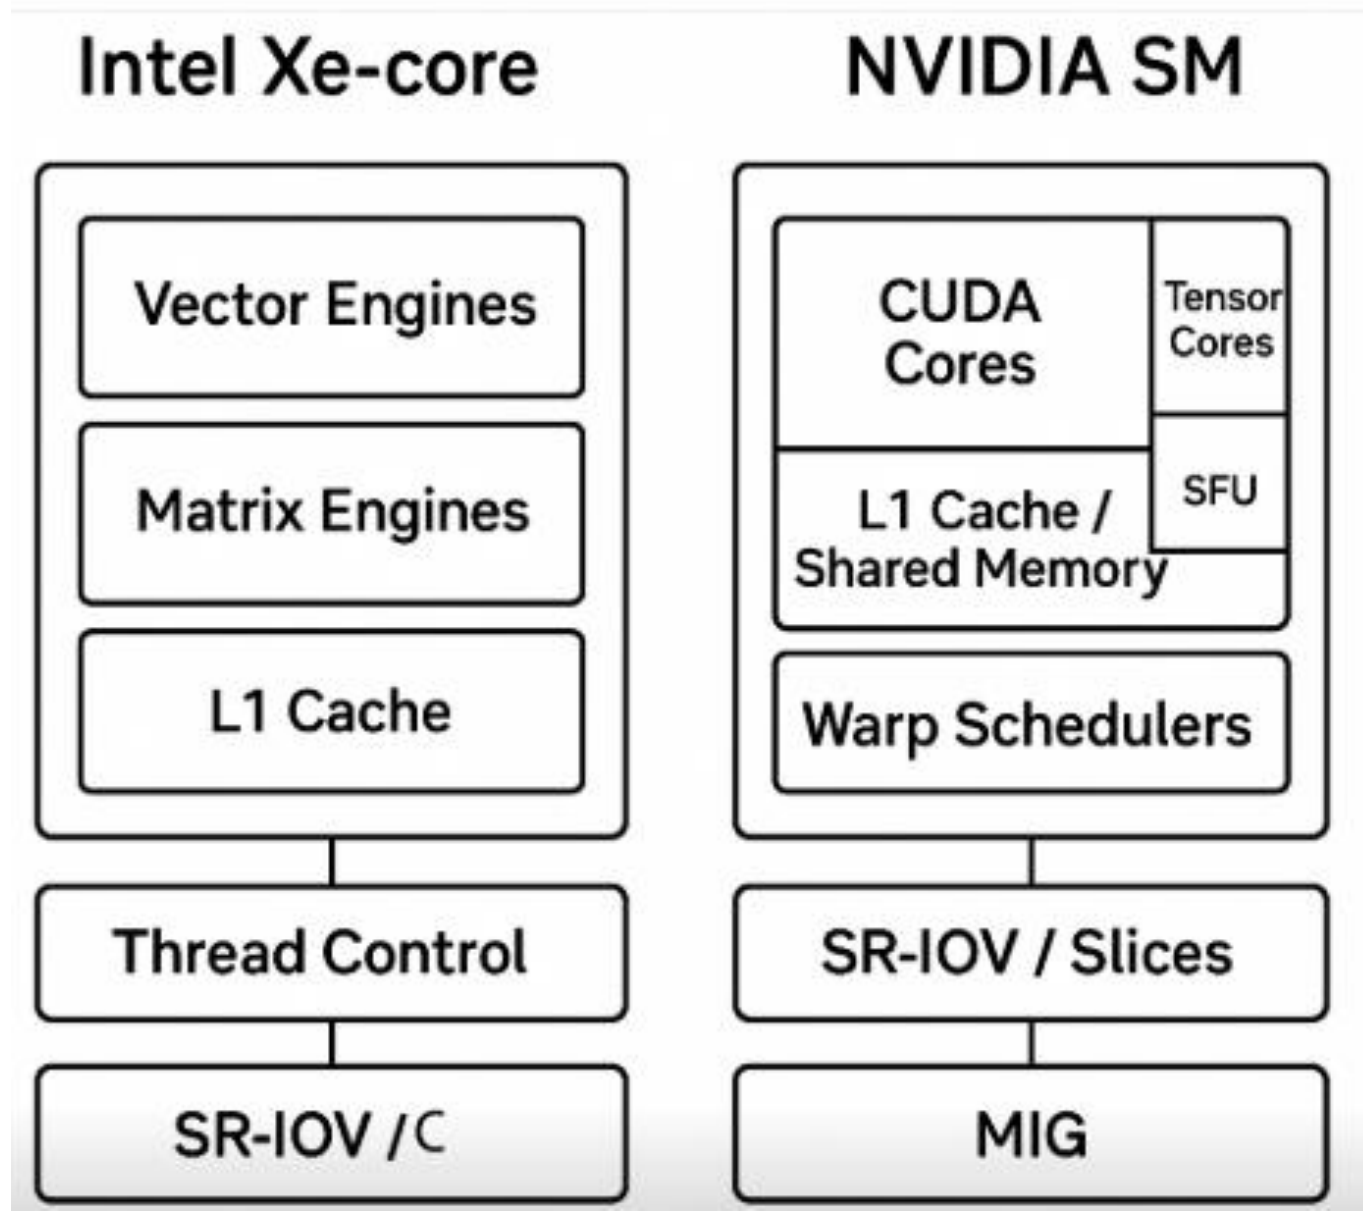 Intel Xe-core
Vector Engines
Matrix Engines
L1 Cache
Thread Control
SR-IOV / C
NVIDIA SM
CUDA
Cores
Tensor
Cores
SFU
L1 Cache /
Shared Memory
Warp Schedulers
SR-IOV / Slices
MIG